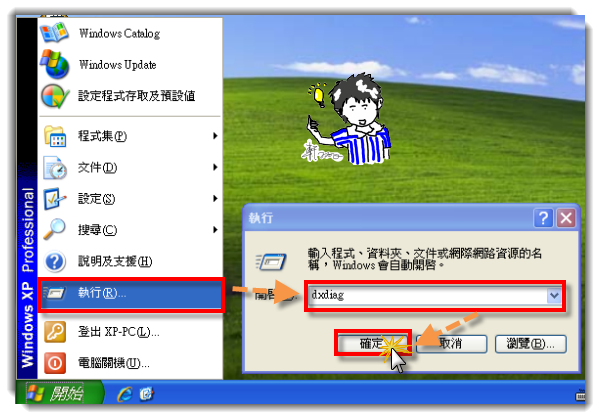 Windows Catalog
Windows Update
設定程式存取及預設值
程式集(P)
文件(D)
設定(S)
搜尋(C)
說明及支援(H)
執行(R)...
登出 XP-PC(L)...
電腦關機(U)...
Windows XP Professional
開始
執行
輸入程式、資料夾、文件或網際網路資源的名
稱，Windows 會自動開啓。
dxdiag
確定
取消
瀏覽(B)...